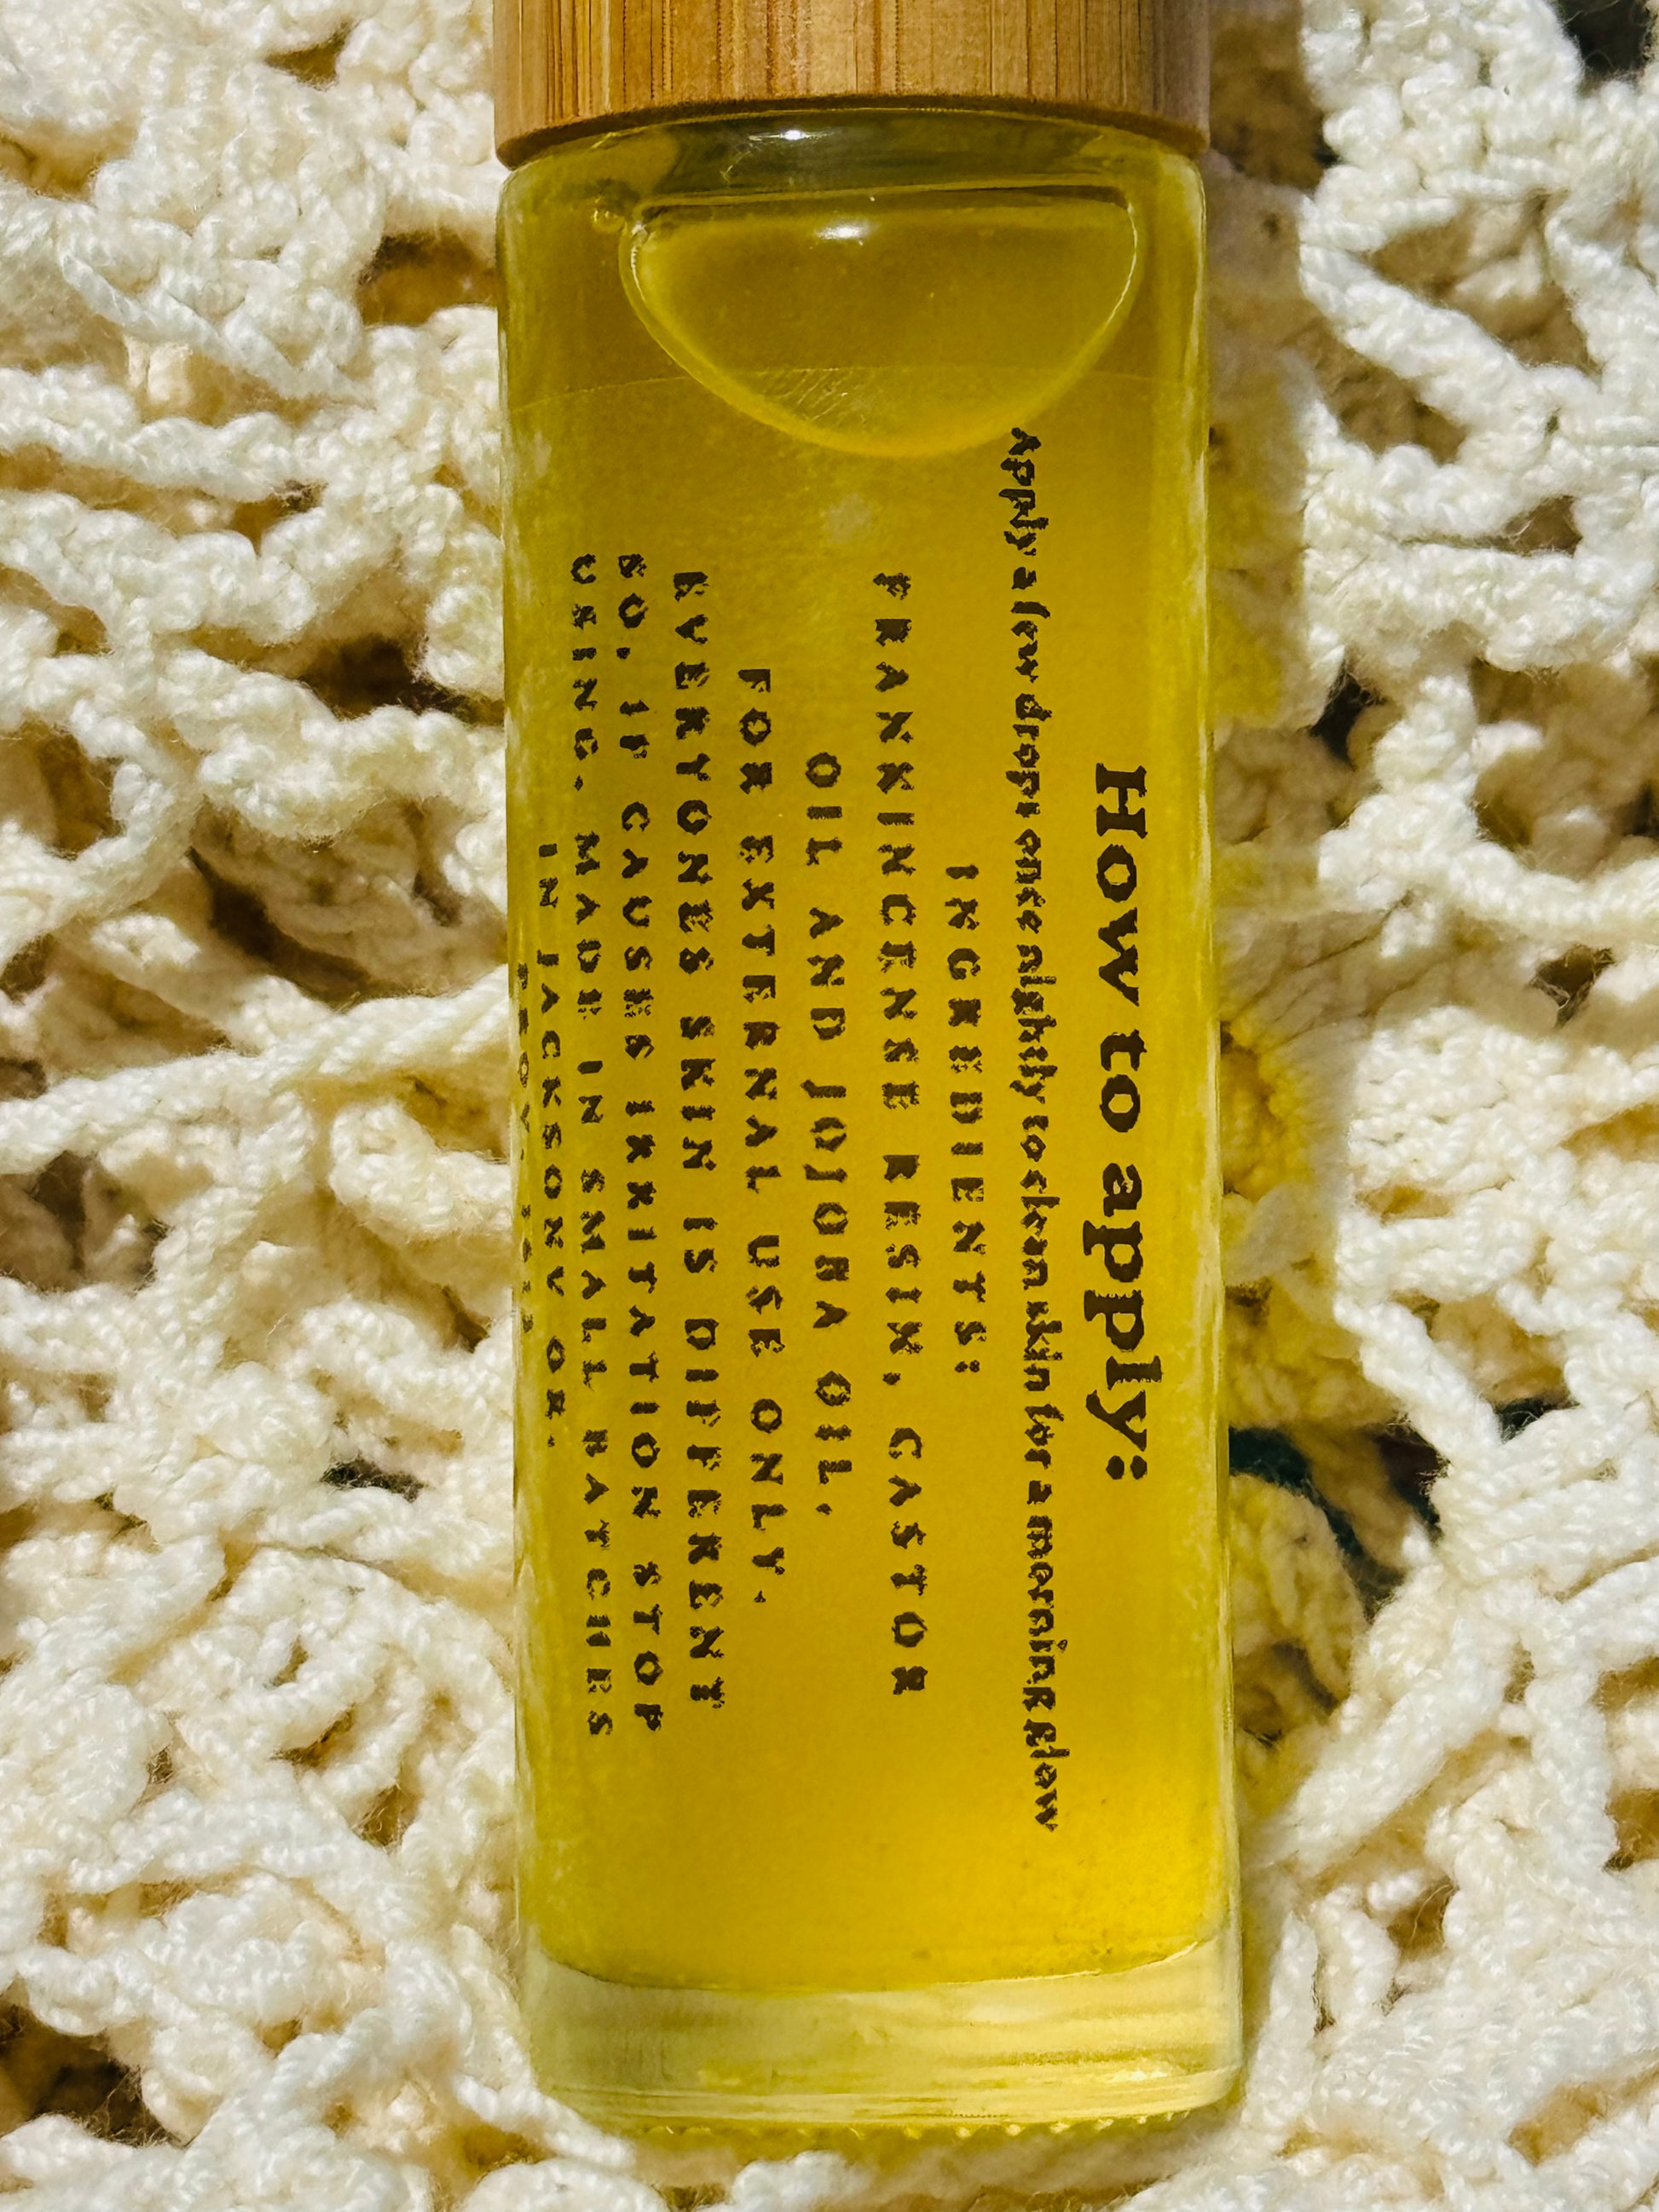 How to apply:
Apply a few drops once nightly to clean skin for a morning glow
INGREDIENTS:
FRANKINCENSE RESIN, CASTOR
OIL AND JOJOBA OIL.
FOR EXTERNAL USE ONLY.
EVERYONES SKIN IS DIFFERENT
SO, IF CAUSES IRRITATION STOP
USING. MADE IN SMALL BATCHES
IN JACKSONV OR.